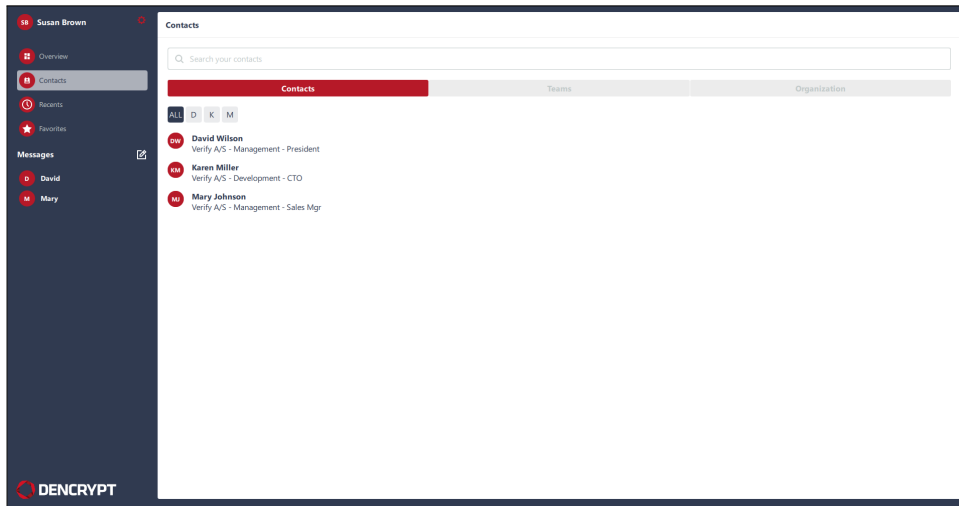 SB Susan Brown
Overview
Contacts
Recents
Favorites
Messages
D David
M Mary
DENCRYPT
Contacts
Search your contacts
Contacts Teams Organization
ALL D K M
DW David Wilson
Verify A/S - Management - President
KM Karen Miller
Verify A/S - Development - CTO
MJ Mary Johnson
Verify A/S - Management - Sales Mgr